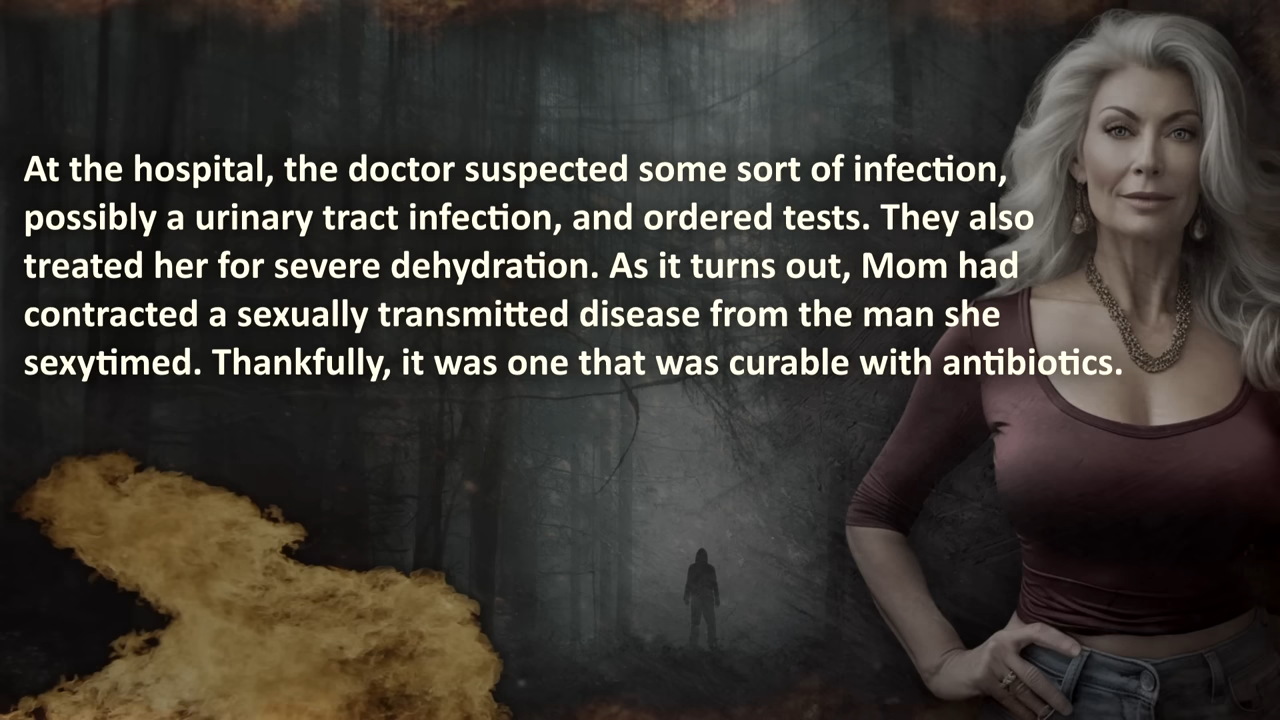 At the hospital, the doctor suspected some sort of infection,
possibly a urinary tract infection, and ordered tests. They also
treated her for severe dehydration. As it turns out, Mom had
contracted a sexually transmitted disease from the man she
sexytimed. Thankfully, it was one that was curable with antibiotics.